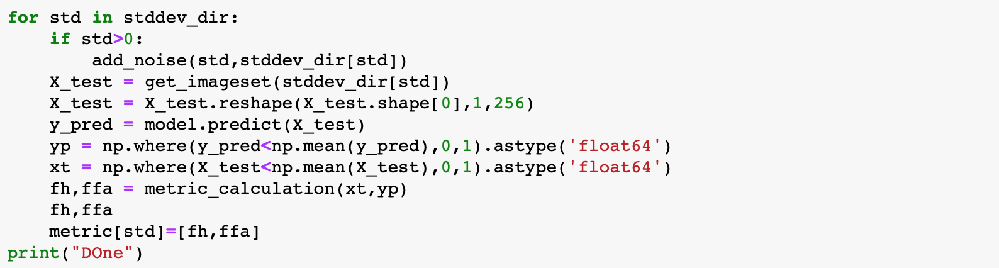 for std in stddev_dir:
    if std>0:
        add_noise(std,stddev_dir[std])
    X_test = get_imageset(stddev_dir[std])
    X_test = X_test.reshape(X_test.shape[0],1,256)
    y_pred = model.predict(X_test)
    yp = np.where(y_pred<np.mean(y_pred),0,1).astype('float64')
    xt = np.where(X_test<np.mean(X_test),0,1).astype('float64')
    fh,ffa = metric_calculation(xt,yp)
    fh,ffa
    metric[std]=[fh,ffa]
print("DOne")